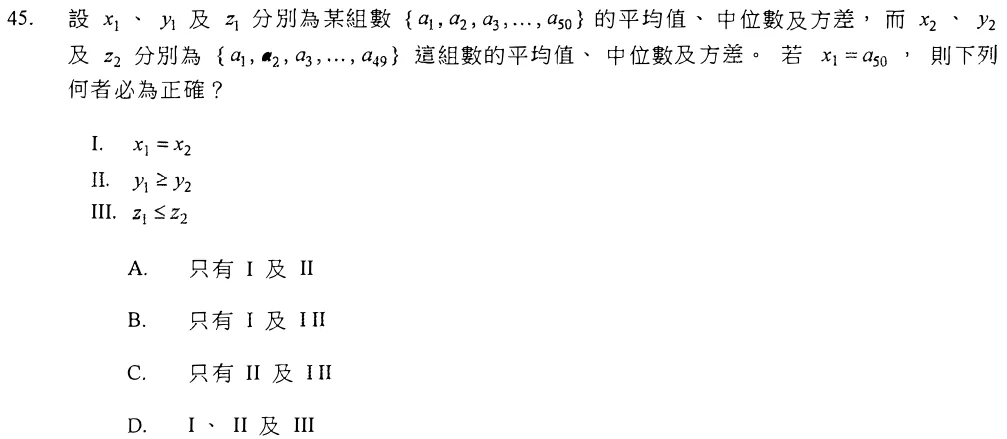 45. 設 x₁ 、 y₁ 及 z₁ 分別為某組數 { a₁, a₂, a₃, ..., a₅₀ } 的平均值、中位數及方差，而 x₂ 、 y₂
及 z₂ 分別為 { a₁, a₂, a₃, ..., a₄₉ } 這組數的平均值、中位數及方差。 若 x₁ = a₅₀ ， 則下列
何者必為正確？
I. x₁ = x₂
II. y₁ ≥ y₂
III. z₁ ≤ z₂
A. 只有 I 及 II
B. 只有 I 及 III
C. 只有 II 及 III
D. I 、 II 及 III